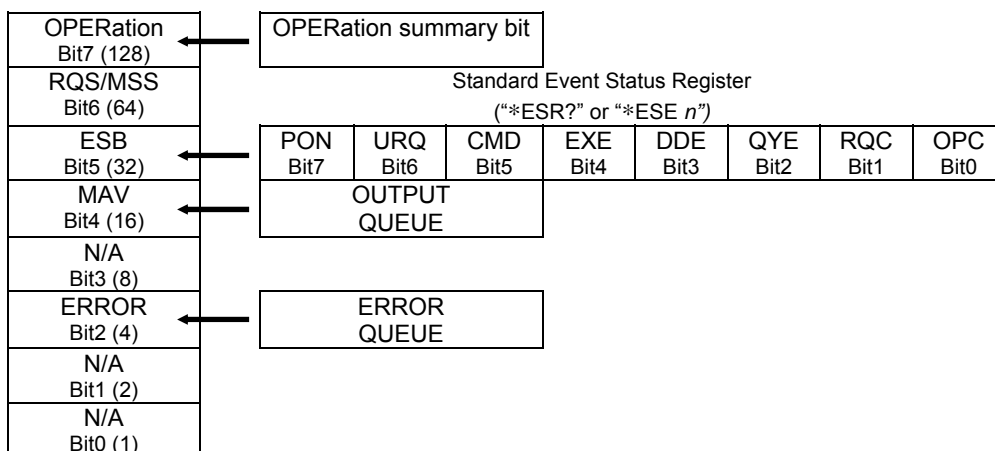 OPERation
Bit7 (128)
OPERation summary bit
RQS/MSS
Bit6 (64)
Standard Event Status Register
(“*ESR?” or “*ESE n”)
ESB
Bit5 (32)
PON URQ CMD EXE DDE QYE RQC OPC
Bit7 Bit6 Bit5 Bit4 Bit3 Bit2 Bit1 Bit0
MAV
Bit4 (16)
OUTPUT
QUEUE
N/A
Bit3 (8)
ERROR
Bit2 (4)
ERROR
QUEUE
N/A
Bit1 (2)
N/A
Bit0 (1)